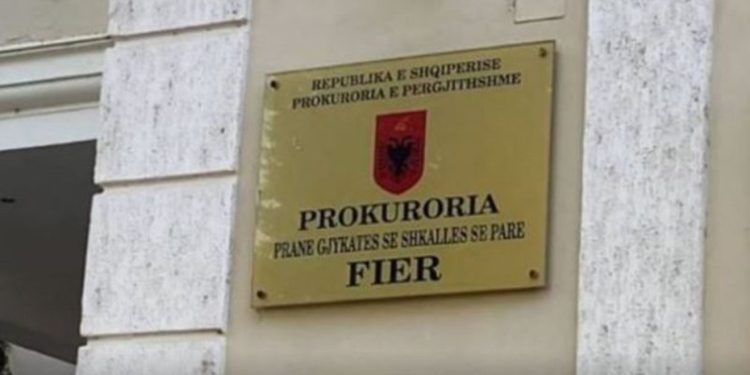 REPUBLIKA E SHQIPERISE
PROKURORIA E PERGJITHSHME
PROKURORIA
PRANE GJYKATES SE SHKALLES SE PARE
FIER